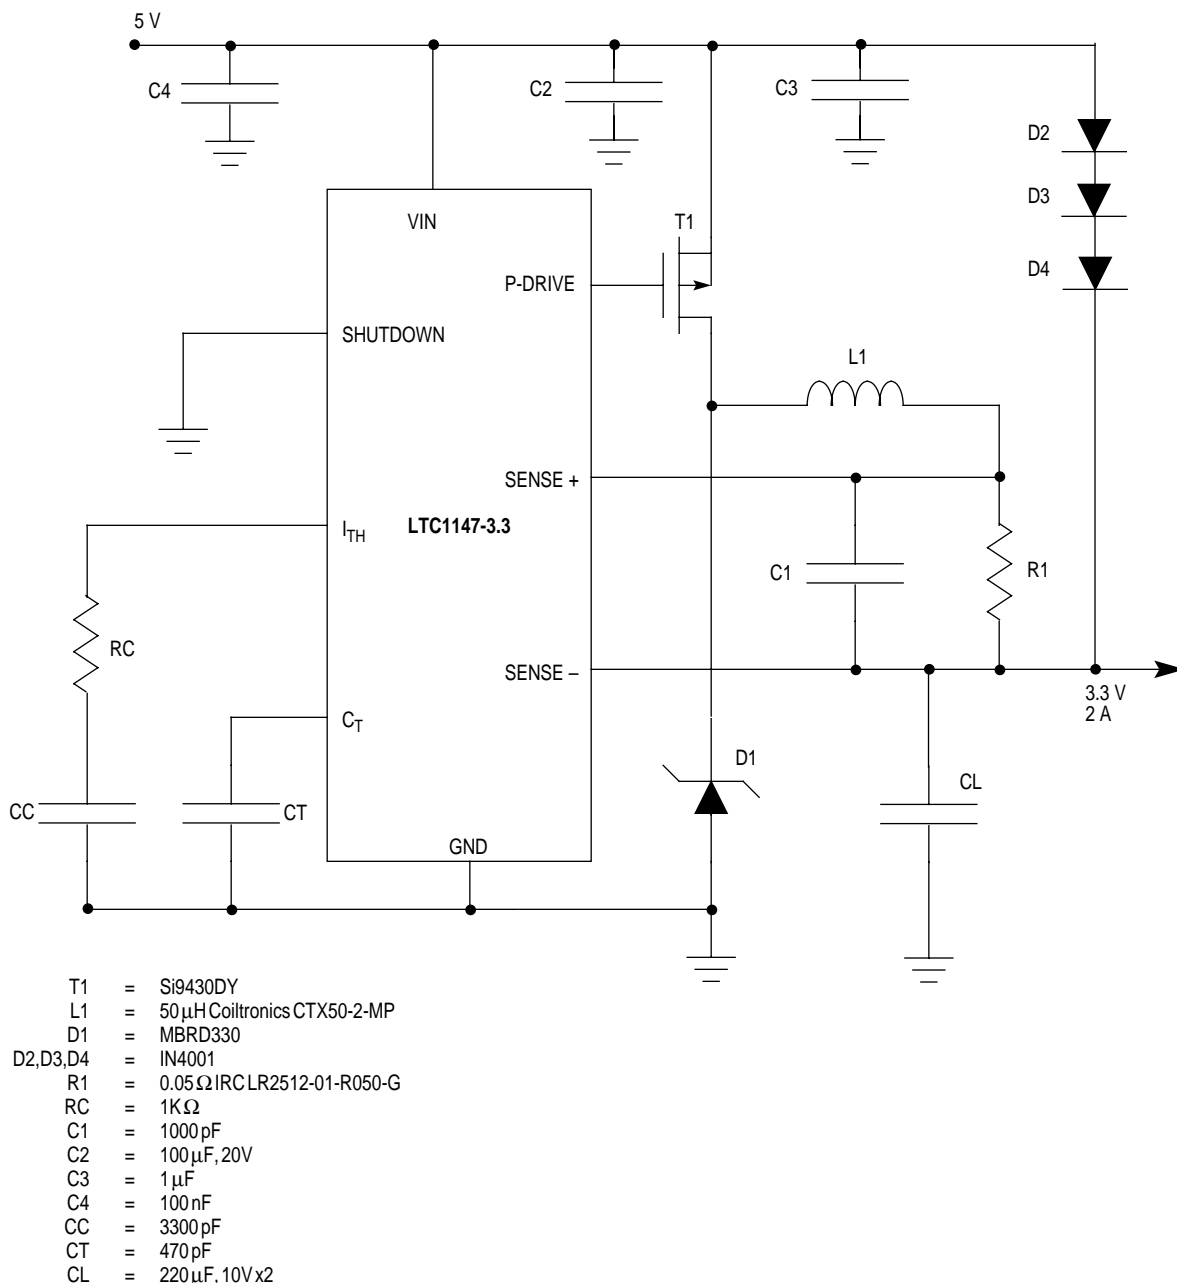 5 V
C4
C2
C3
D2
VIN
T1
D3
P-DRIVE
D4
SHUTDOWN
L1
SENSE +
ITH
LTC1147-3.3
C1
R1
RC
SENSE –
3.3 V
2 A
CT
D1
CL
CC
CT
GND
T1 = Si9430DY
L1 = 50 µH Coiltronics CTX50-2-MP
D1 = MBRD330
D2,D3,D4 = IN4001
R1 = 0.05 Ω IRC LR2512-01-R050-G
RC = 1K Ω
C1 = 1000 pF
C2 = 100 µF, 20V
C3 = 1 µF
C4 = 100 nF
CC = 3300 pF
CT = 470 pF
CL = 220 µF, 10V x2